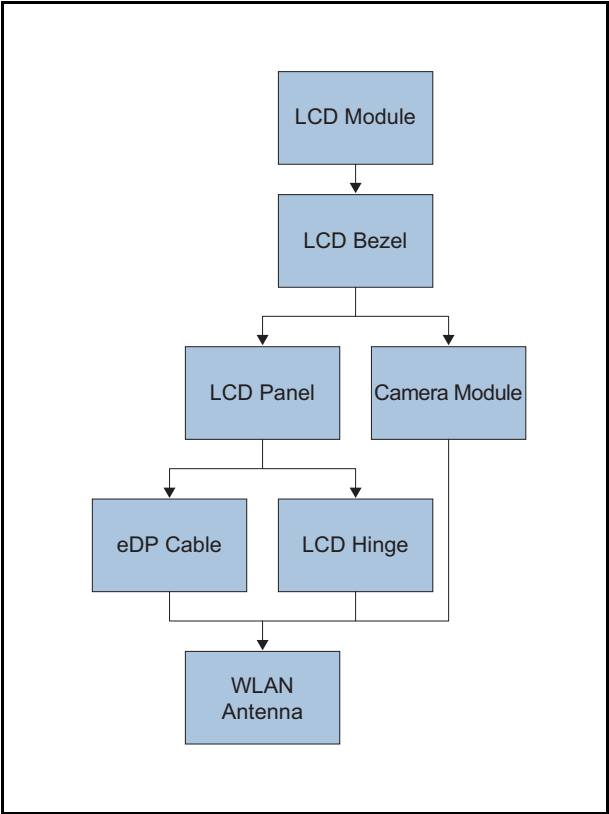 LCD Module
LCD Bezel
LCD Panel
Camera Module
eDP Cable
LCD Hinge
WLAN
Antenna